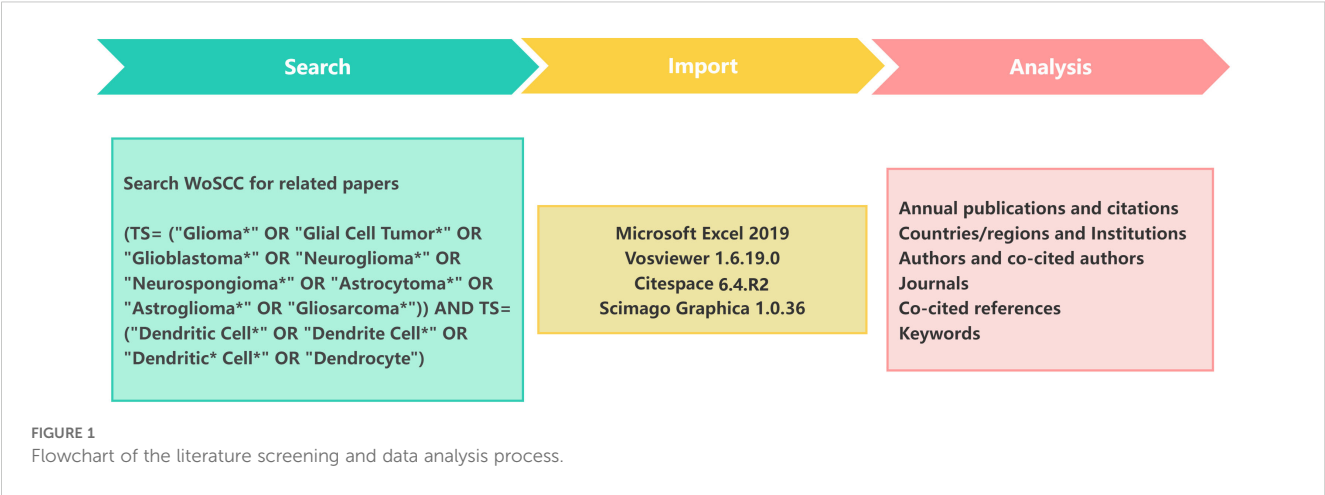 Search
Import
Analysis
Search WoSCC for related papers
(TS= ("Glioma*" OR "Glial Cell Tumor*" OR
"Glioblastoma*" OR "Neuroglioma*" OR
"Neurospongioma*" OR "Astrocytoma*" OR
"Astroglioma*" OR "Gliosarcoma*")) AND TS=
("Dendritic Cell*" OR "Dendrite Cell*" OR
"Dendritic* Cell*" OR "Dendrocyte")
Microsoft Excel 2019
Vosviewer 1.6.19.0
Citespace 6.4.R2
Scimago Graphica 1.0.36
Annual publications and citations
Countries/regions and Institutions
Authors and co-cited authors
Journals
Co-cited references
Keywords
FIGURE 1
Flowchart of the literature screening and data analysis process.